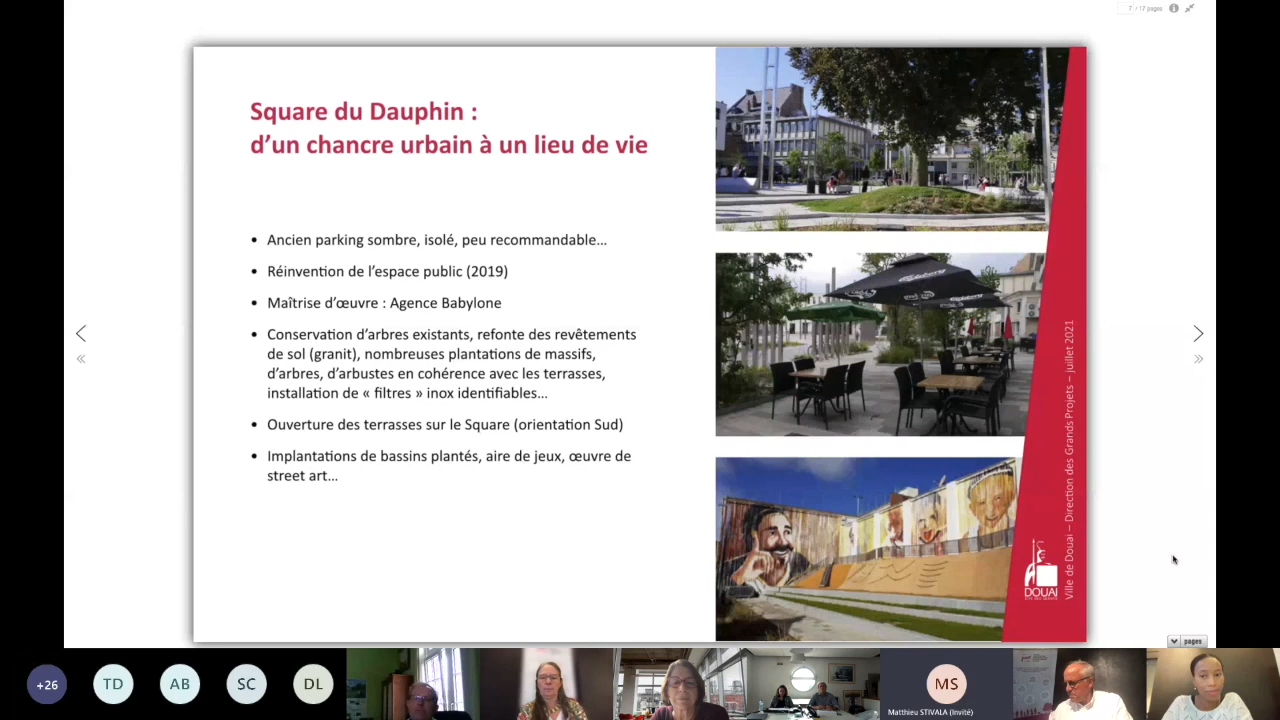 7 / 17 pages
Square du Dauphin :
d’un chancre urbain à un lieu de vie
• Ancien parking sombre, isolé, peu recommandable...
• Réinvention de l’espace public (2019)
• Maîtrise d’œuvre : Agence Babylone
• Conservation d’arbres existants, refonte des revêtements
de sol (granit), nombreuses plantations de massifs,
d’arbres, d’arbustes en cohérence avec les terrasses,
installation de « filtres » inox identifiables...
• Ouverture des terrasses sur le Square (orientation Sud)
• Implantations de bassins plantés, aire de jeux, œuvre de
street art...
Ville de Douai – Direction des Grands Projets – juillet 2021
DOUAI
pages
+26
TD
AB
SC
DL
MS
Matthieu STIVALA (Invité)